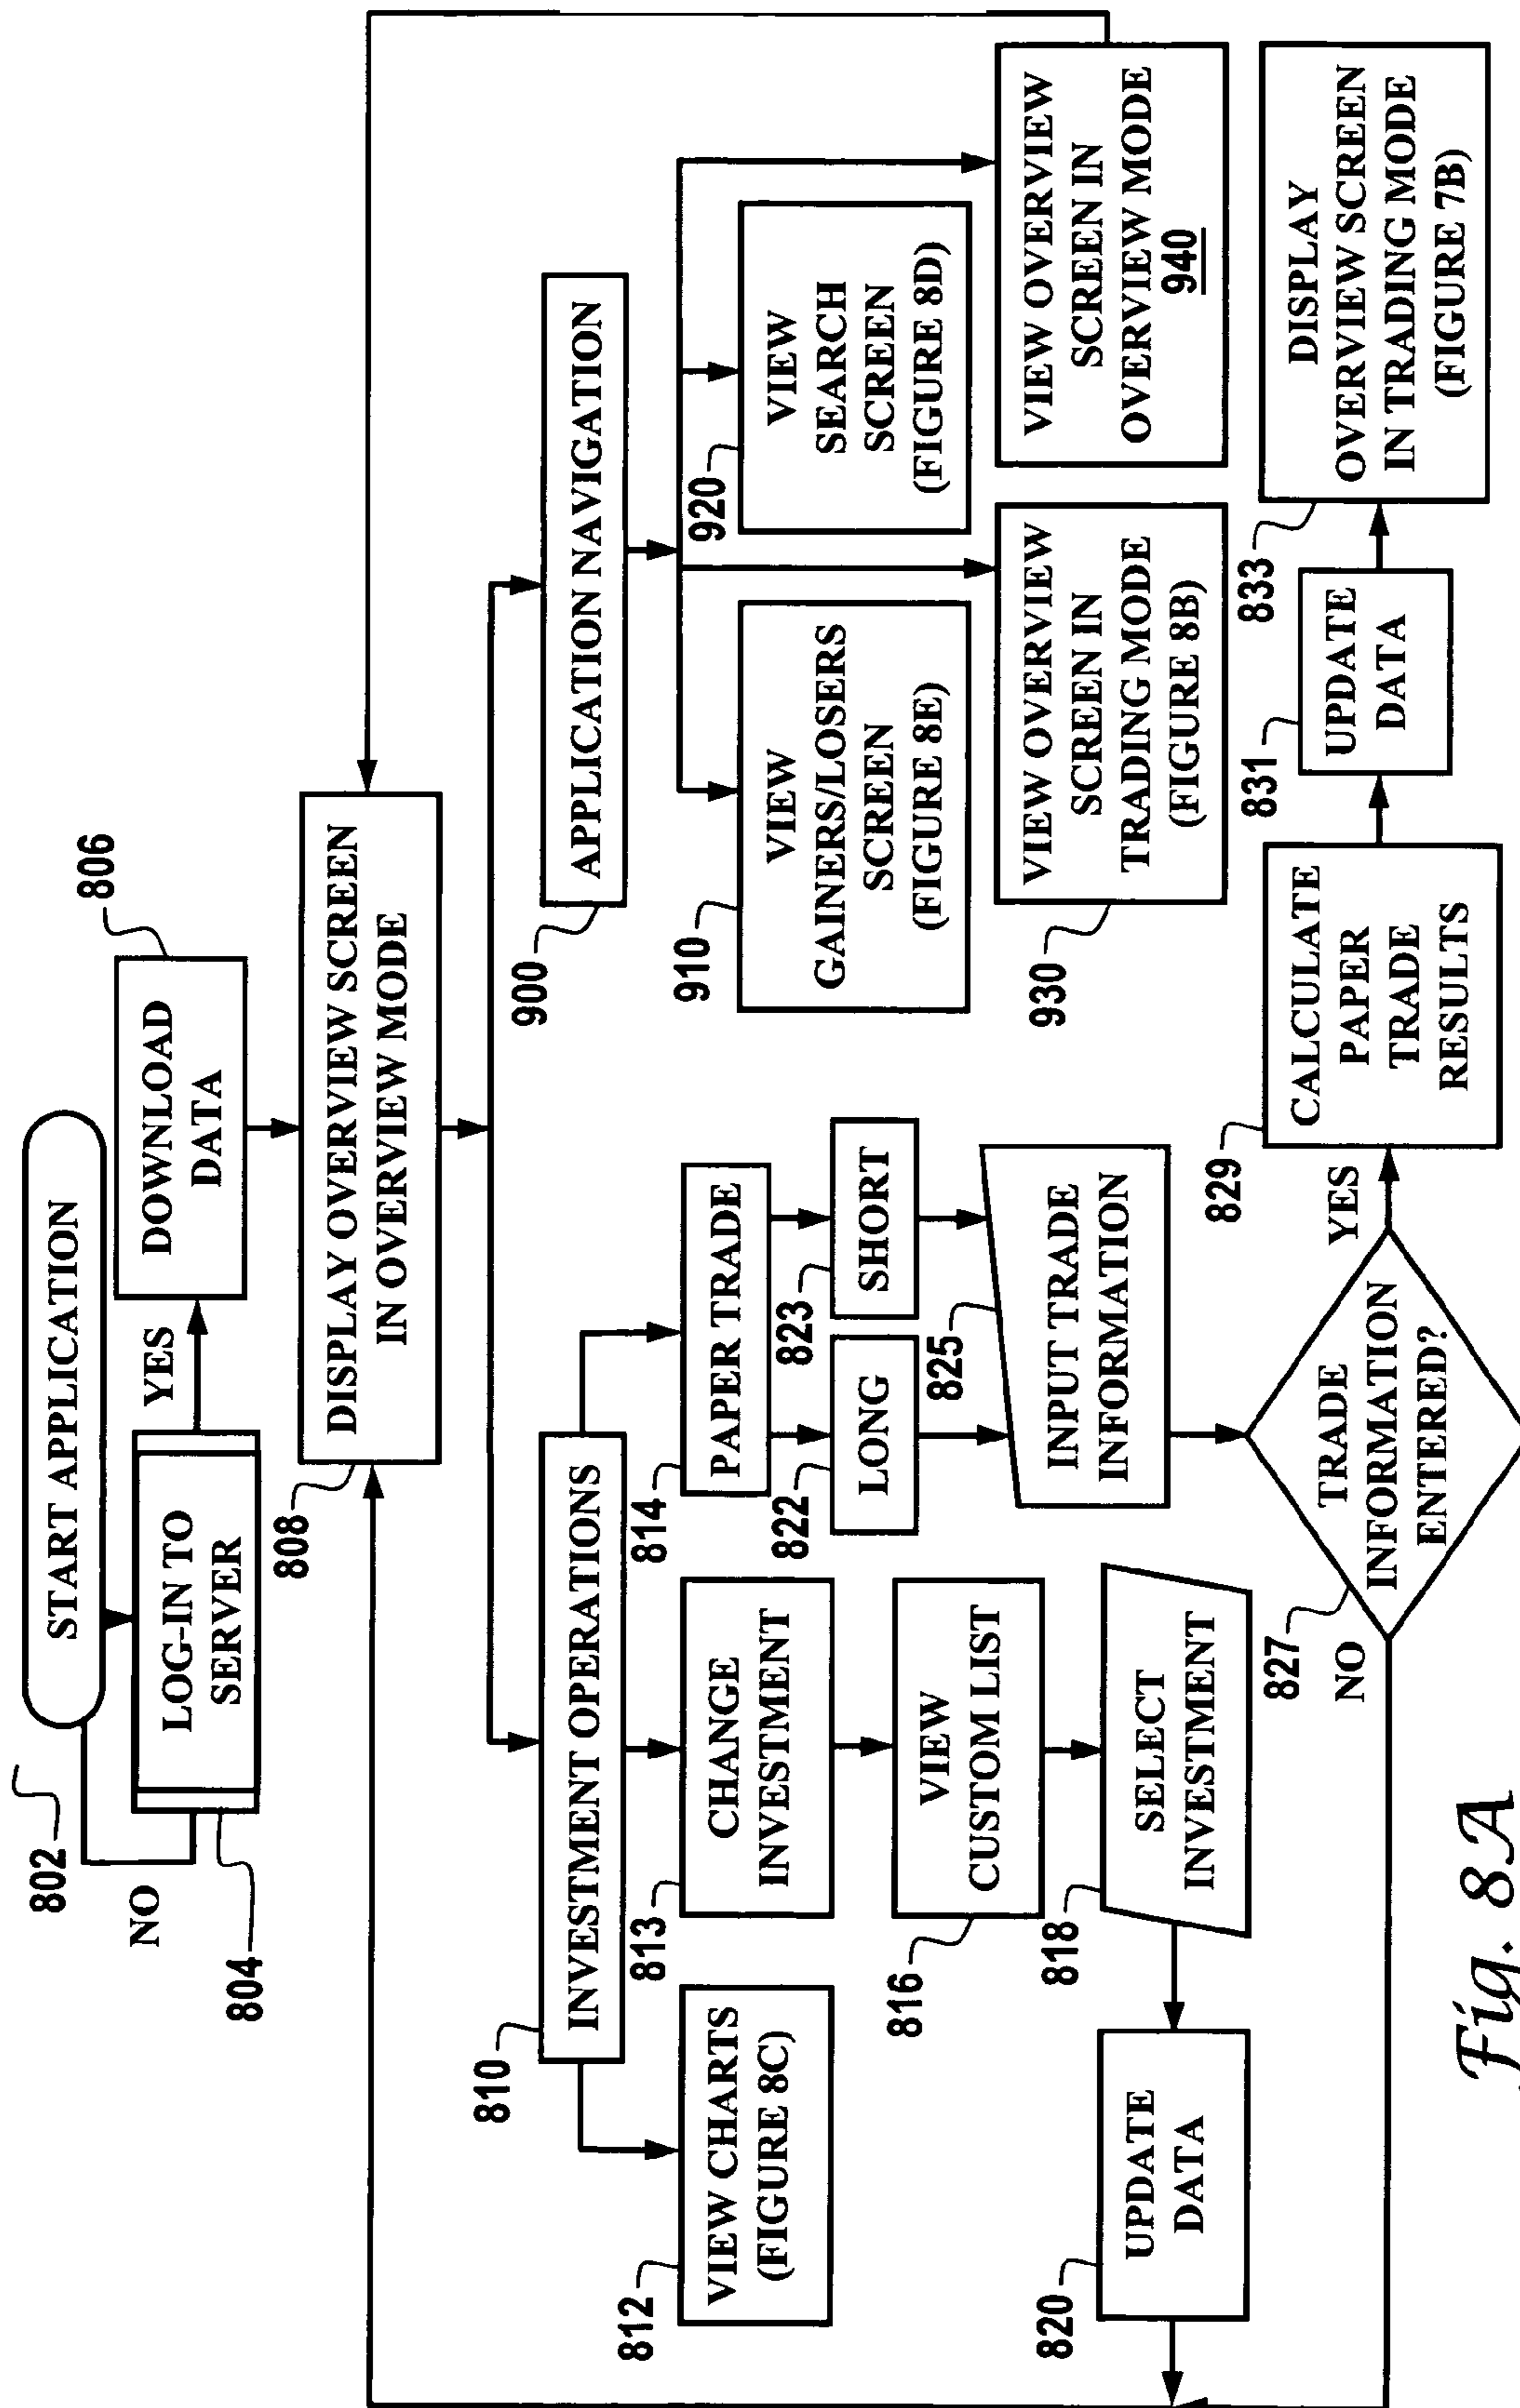 802
START APPLICATION
NO
LOG-IN TO
SERVER
804
YES
DOWNLOAD
DATA
806
808
DISPLAY OVERVIEW SCREEN
IN OVERVIEW MODE
810
INVESTMENT OPERATIONS
900
APPLICATION NAVIGATION
812
VIEW CHARTS
(FIGURE 8C)
813
CHANGE
INVESTMENT
814
PAPER TRADE
816
VIEW
CUSTOM LIST
818
SELECT
INVESTMENT
820
UPDATE
DATA
822
LONG
823
SHORT
825
INPUT TRADE
INFORMATION
827
TRADE
INFORMATION
ENTERED?
NO
YES
829
CALCULATE
PAPER
TRADE
RESULTS
831
UPDATE
DATA
833
DISPLAY
OVERVIEW SCREEN
IN TRADING MODE
(FIGURE 7B)
910
VIEW
GAINERS/LOSERS
SCREEN
(FIGURE 8E)
920
VIEW
SEARCH
SCREEN
(FIGURE 8D)
930
VIEW OVERVIEW
SCREEN IN
TRADING MODE
(FIGURE 8B)
VIEW OVERVIEW
SCREEN IN
OVERVIEW MODE
940
Fig. 8A